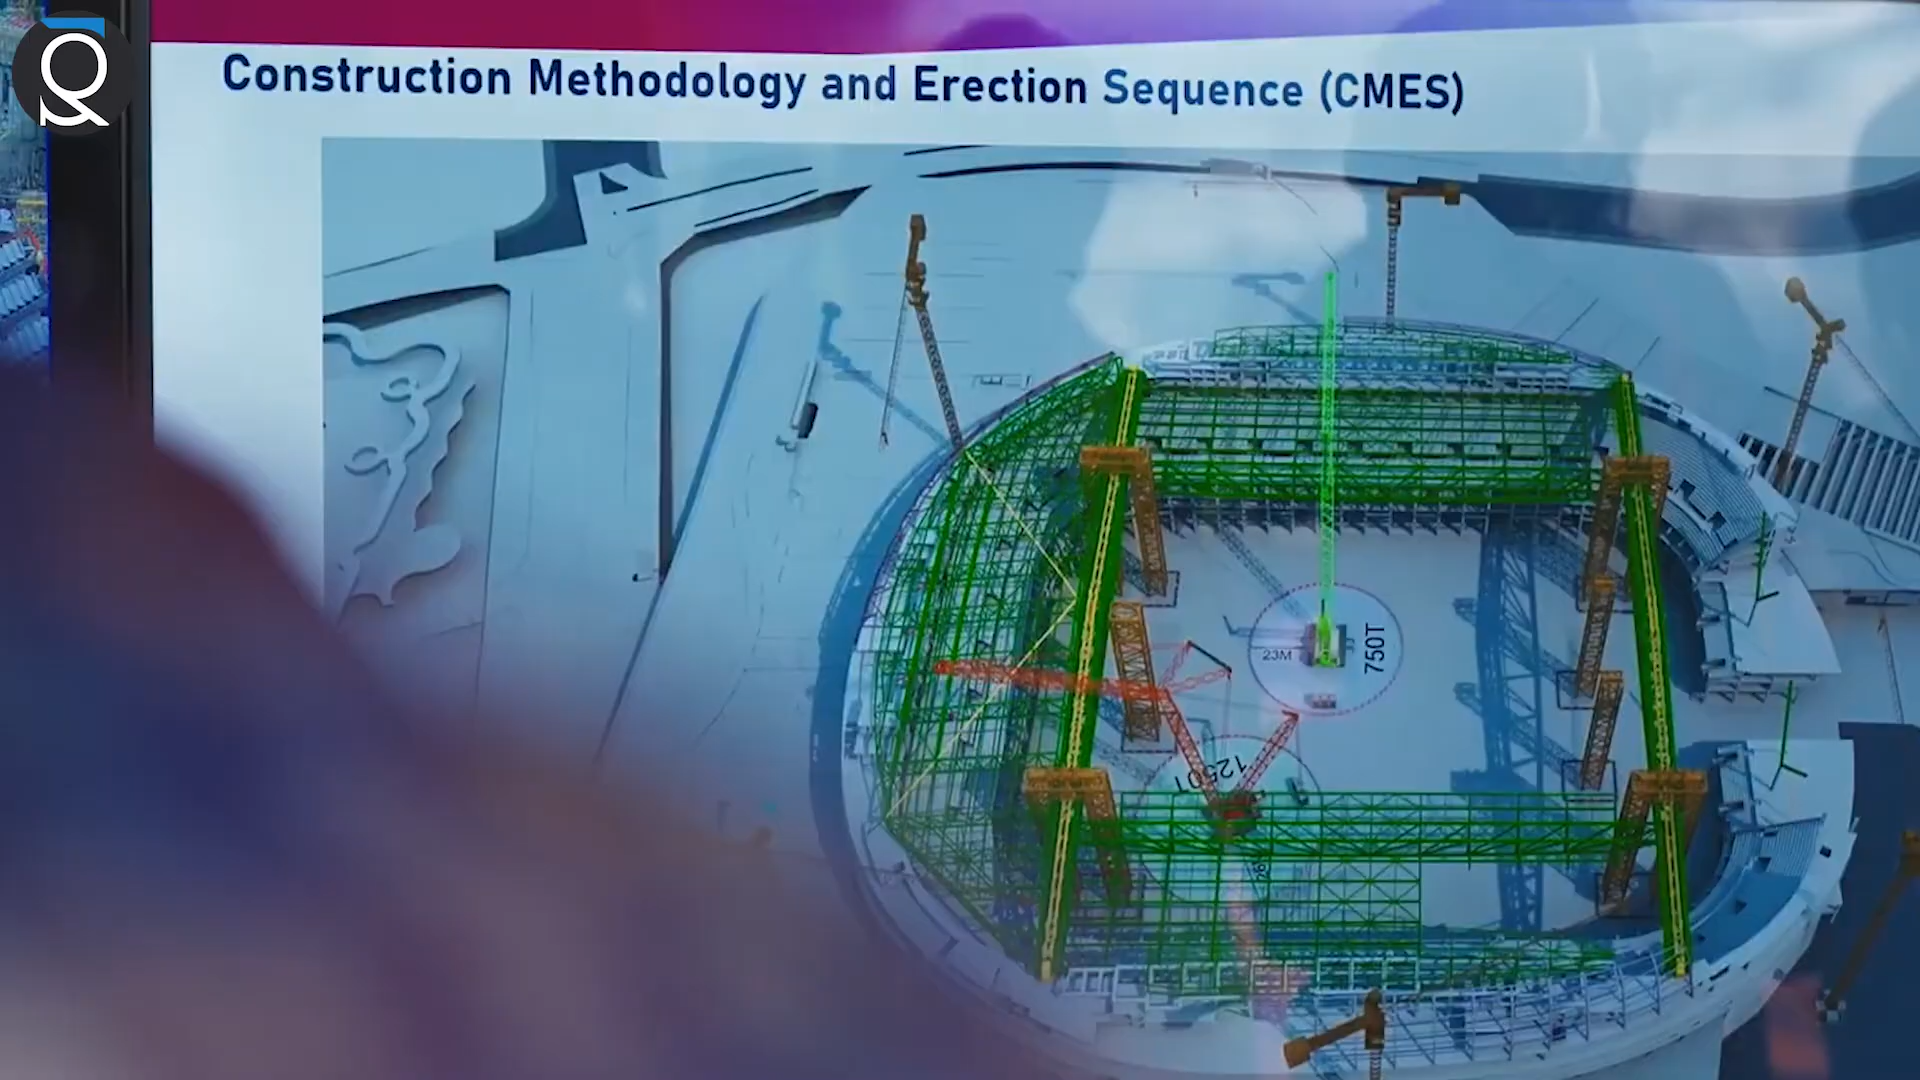 Construction Methodology and Erection Sequence (CMES)
23M
750T
1250T